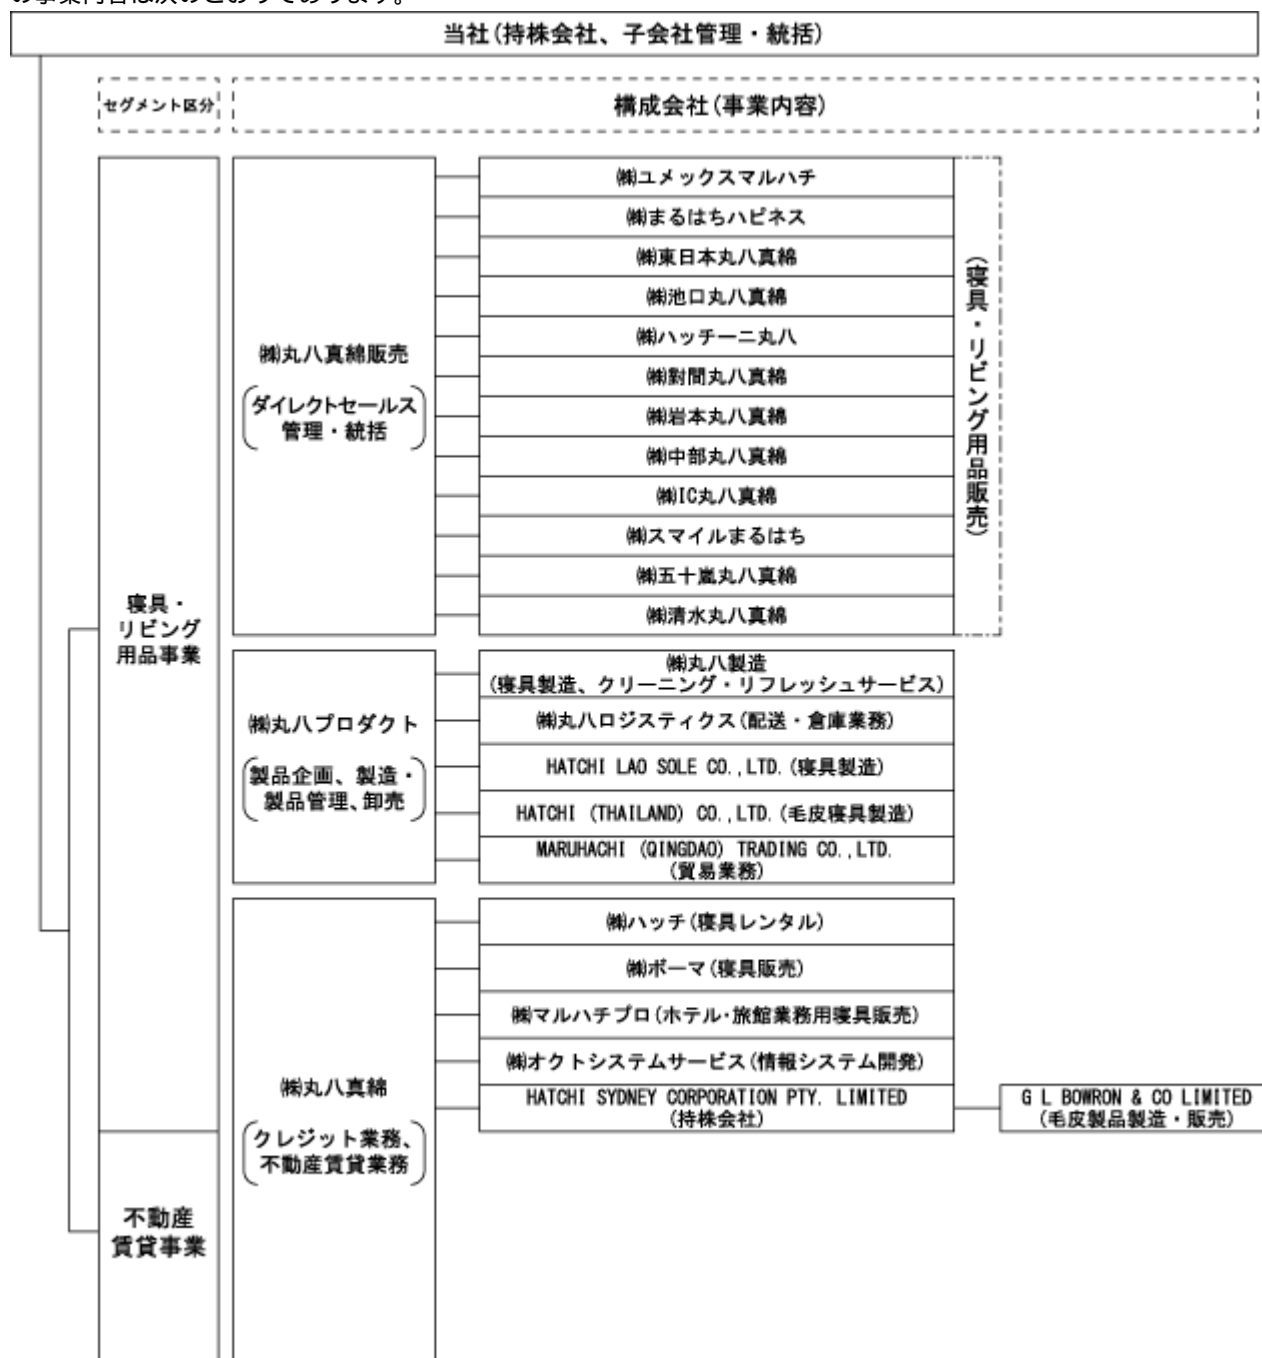 の事業内容は次のとおりであります。
当社(持株会社、子会社管理・統括)
セグメント区分
構成会社(事業内容)
寝具・
リビング
用品事業
㈱丸八真綿販売
ダイレクトセールス
管理・統括
㈱ユメックスマルハチ
㈱まるはちハピネス
㈱東日本丸八真綿
㈱池口丸八真綿
㈱ハッチーニ丸八
㈱對間丸八真綿
㈱岩本丸八真綿
㈱中部丸八真綿
㈱IC丸八真綿
㈱スマイルまるはち
㈱五十嵐丸八真綿
㈱清水丸八真綿
(寝具・リビング用品販売)
㈱丸八プロダクト
製品企画、製造・
製品管理、卸売
㈱丸八製造
(寝具製造、クリーニング・リフレッシュサービス)
㈱丸八ロジスティクス(配送・倉庫業務)
HATCHI LAO SOLE CO.,LTD.(寝具製造)
HATCHI (THAILAND) CO.,LTD.(毛皮寝具製造)
MARUHACHI (QINGDAO) TRADING CO.,LTD.
(貿易業務)
㈱丸八真綿
クレジット業務、
不動産賃貸業務
㈱ハッチ(寝具レンタル)
㈱ボーマ(寝具販売)
㈱マルハチプロ(ホテル・旅館業務用寝具販売)
㈱オクトシステムサービス(情報システム開発)
HATCHI SYDNEY CORPORATION PTY. LIMITED
(持株会社)
G L BOWRON & CO LIMITED
(毛皮製品製造・販売)
不動産
賃貸事業